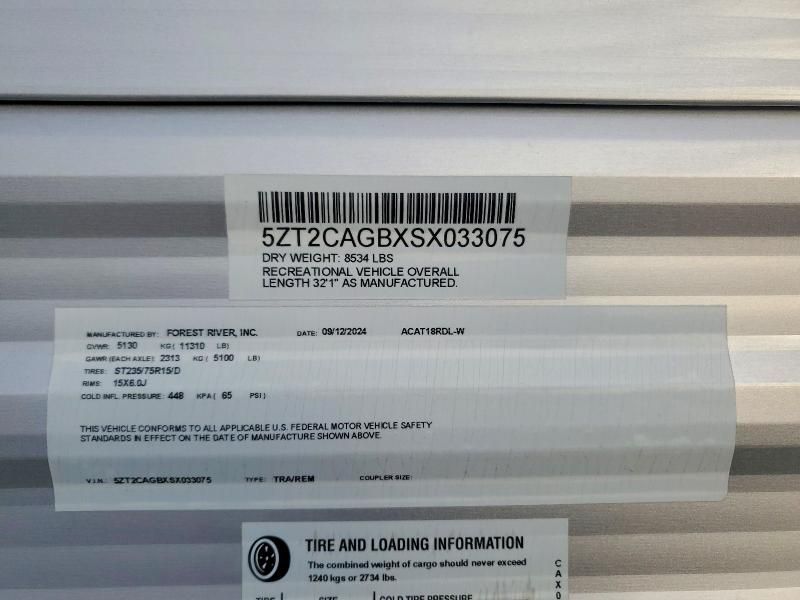 5ZT2CAGBXSX033075
DRY WEIGHT: 8534 LBS
RECREATIONAL VEHICLE OVERALL
LENGTH 32'1" AS MANUFACTURED.
MANUFACTURED BY: FOREST RIVER, INC. DATE: 09/12/2024 ACAT18RDL-W
GVWR: 5130 KG ( 11310 LB)
GAWR (EACH AXLE): 2313 KG ( 5100 LB)
TIRES: ST235/75R15/D
RIMS: 15X6.0J
COLD INFL. PRESSURE: 448 KPA ( 65 PSI)
THIS VEHICLE CONFORMS TO ALL APPLICABLE U.S. FEDERAL MOTOR VEHICLE SAFETY
STANDARDS IN EFFECT ON THE DATE OF MANUFACTURE SHOWN ABOVE.
V.I.N.: 5ZT2CAGBXSX033075 TYPE: TRA/REM COUPLER SIZE:
TIRE AND LOADING INFORMATION
The combined weight of cargo should never exceed
1240 kgs or 2734 lbs.
TIRE SIZE COLD TIRE PRESSURE
CAX0